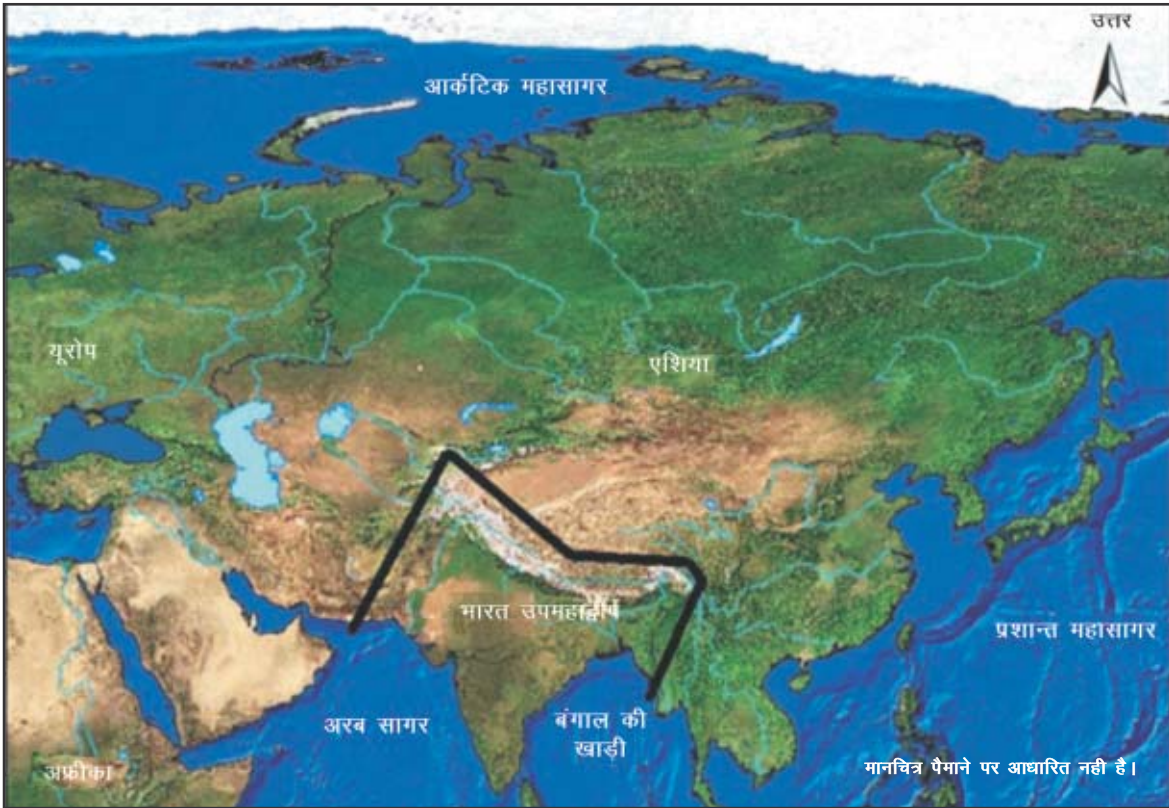 उत्तर
आर्कटिक महासागर
यूरोप
एशिया
भारत उपमहाद्वीप
प्रशान्त महासागर
अरब सागर
बंगाल की
खाड़ी
अफ्रीका
मानचित्र पैमाने पर आधारित नही है।